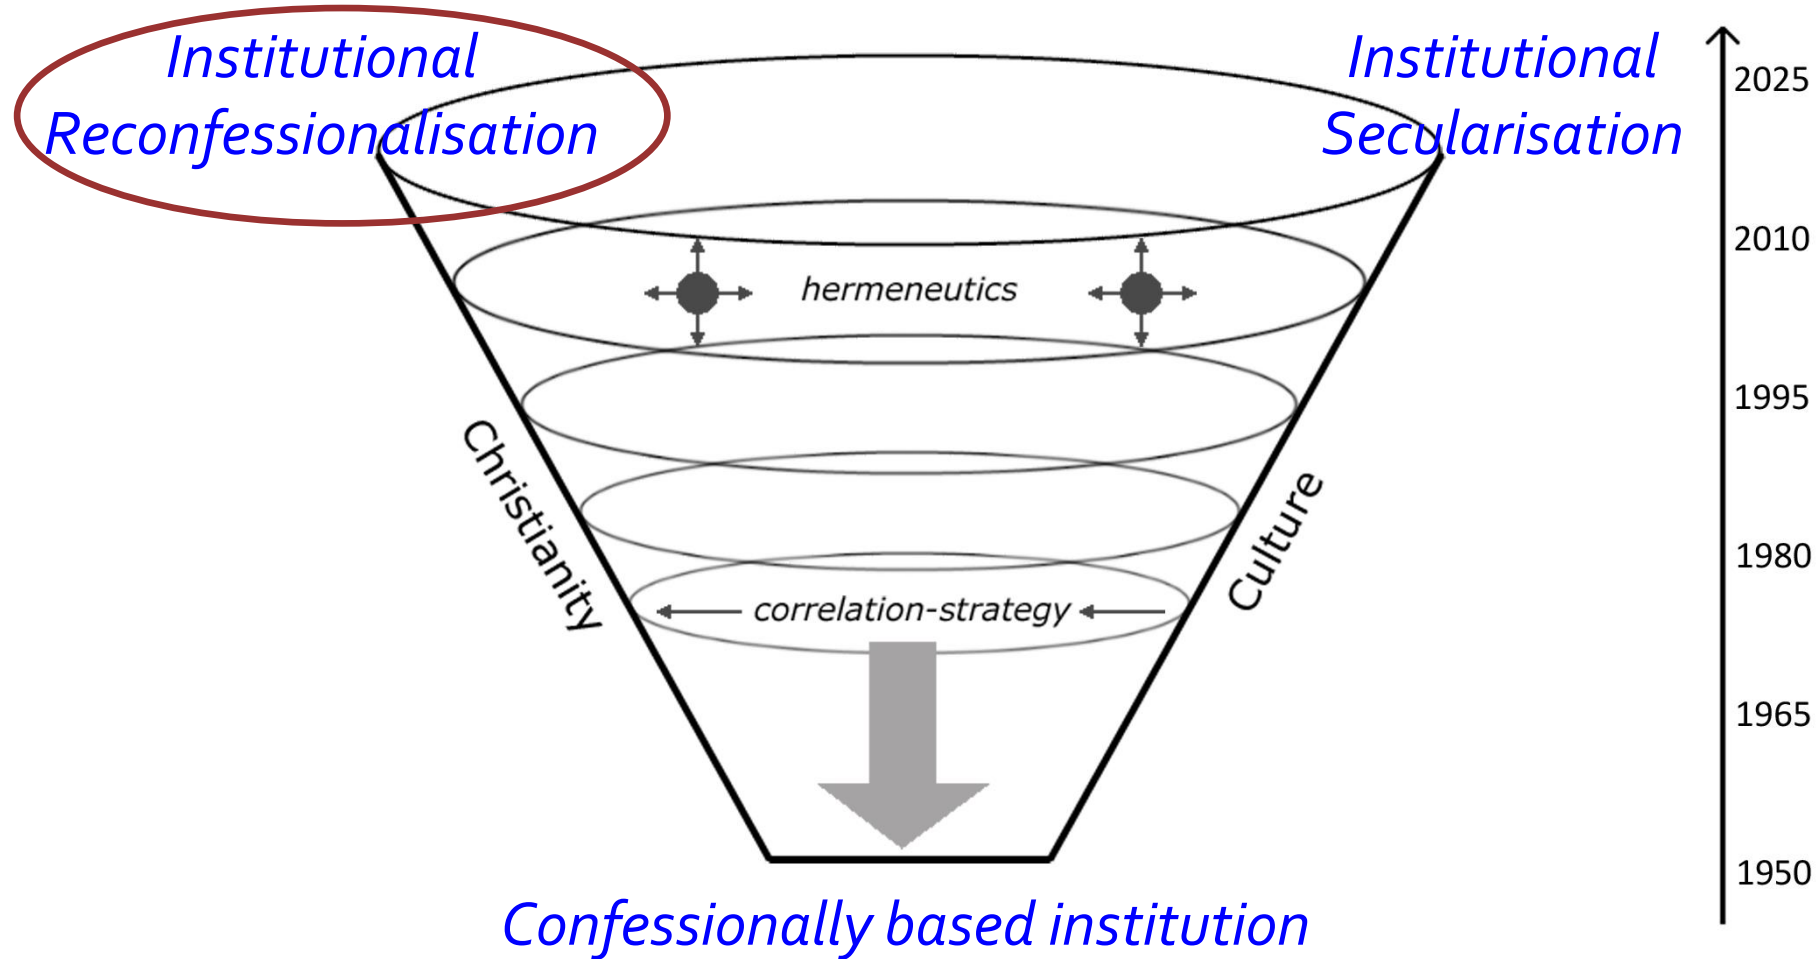 Institutional
Reconfessionalisation
Institutional
Secularisation
2025
2010
hermeneutics
1995
Christianity
Culture
1980
correlation-strategy
1965
1950
Confessionally based institution